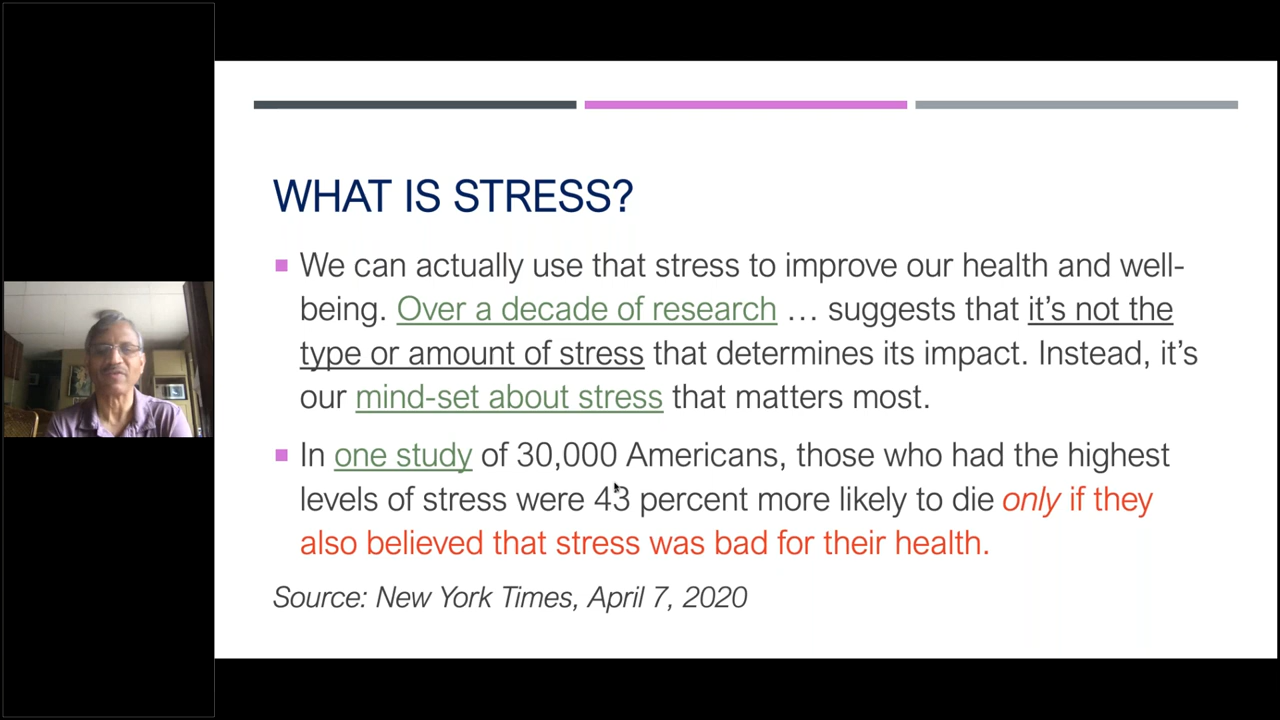 WHAT IS STRESS?
We can actually use that stress to improve our health and well-
being. Over a decade of research … suggests that it’s not the
type or amount of stress that determines its impact. Instead, it’s
our mind-set about stress that matters most.
In one study of 30,000 Americans, those who had the highest
levels of stress were 43 percent more likely to die only if they
also believed that stress was bad for their health.
Source: New York Times, April 7, 2020